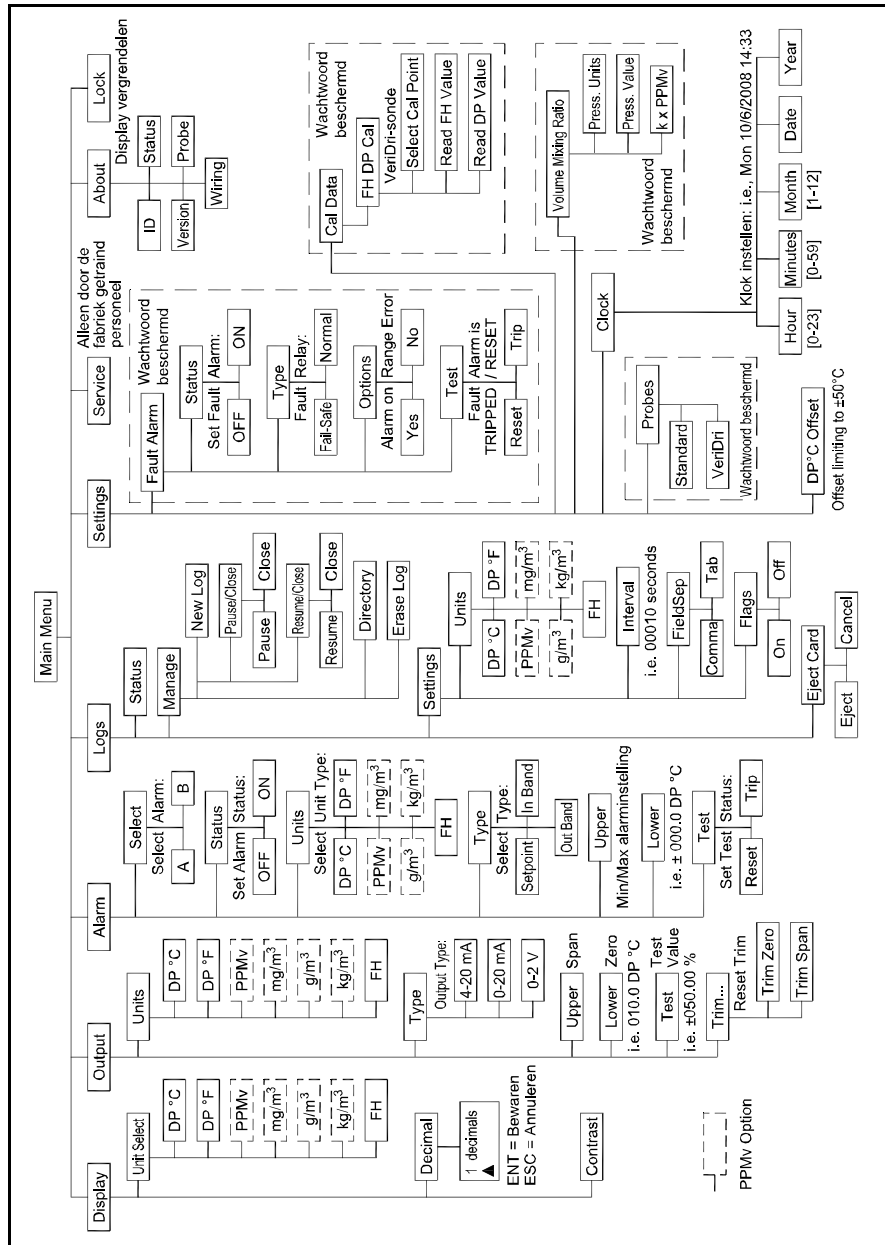 Main Menu
Display
Output
Alarm
Logs
Settings
Service
About
Lock
Alleen door de
fabriek getraind
personeel
Display vergrendelen
Unit Select
DP °C
DP °F
PPMv
mg/m³
g/m³
kg/m³
FH
Decimal
1 decimals
▲
ENT = Bewaren
ESC = Annuleren
Contrast
PPMv Option
Units
DP °C
DP °F
PPMv
mg/m³
g/m³
kg/m³
FH
Type
Output Type:
4-20 mA
0-20 mA
0-2 V
Upper Span
Lower Zero
i.e. 010.0 DP °C
Test Test Value
i.e. ±050.00 %
Trim...
Reset Trim
Trim Zero
Trim Span
Select
Select Alarm:
A B
Status
Set Alarm Status:
OFF ON
Units
Select Unit Type:
DP °C DP °F
PPMv mg/m³
g/m³ kg/m³
FH
Type
Select Type:
Setpoint In Band
Out Band
Upper
Min/Max alarminstelling
Lower
i.e. ± 000.0 DP °C
Test
Set Test Status:
Reset Trip
Status
Manage
New Log
Pause/Close
Pause Close
Resume/Close
Resume Close
Directory
Erase Log
Settings
Units
DP °C DP °F
PPMv mg/m³
g/m³ kg/m³
FH
Interval
i.e. 00010 seconds
FieldSep
Comma Tab
Flags
On Off
Eject Card
Eject Cancel
Fault Alarm
Wachtwoord
beschermd
Status
Set Fault Alarm:
OFF ON
Type
Fault Relay:
Fail-Safe Normal
Options
Alarm on Range Error
Yes No
Test
Fault Alarm is
TRIPPED / RESET
Reset Trip
Probes
Standard
VeriDri
Wachtwoord beschermd
DP°C Offset
Offset limiting to ±50°C
Cal Data
Wachtwoord
beschermd
FH DP Cal
VeriDri-sonde
Select Cal Point
Read FH Value
Read DP Value
Volume Mixing Ratio
Press. Units
Press. Value
k x PPMv
Wachtwoord
beschermd
Clock
Klok instellen: i.e., Mon 10/6/2008 14:33
Hour Minutes Month Date Year
[0-23] [0-59] [1-12]
ID Status
Version Probe
Wiring